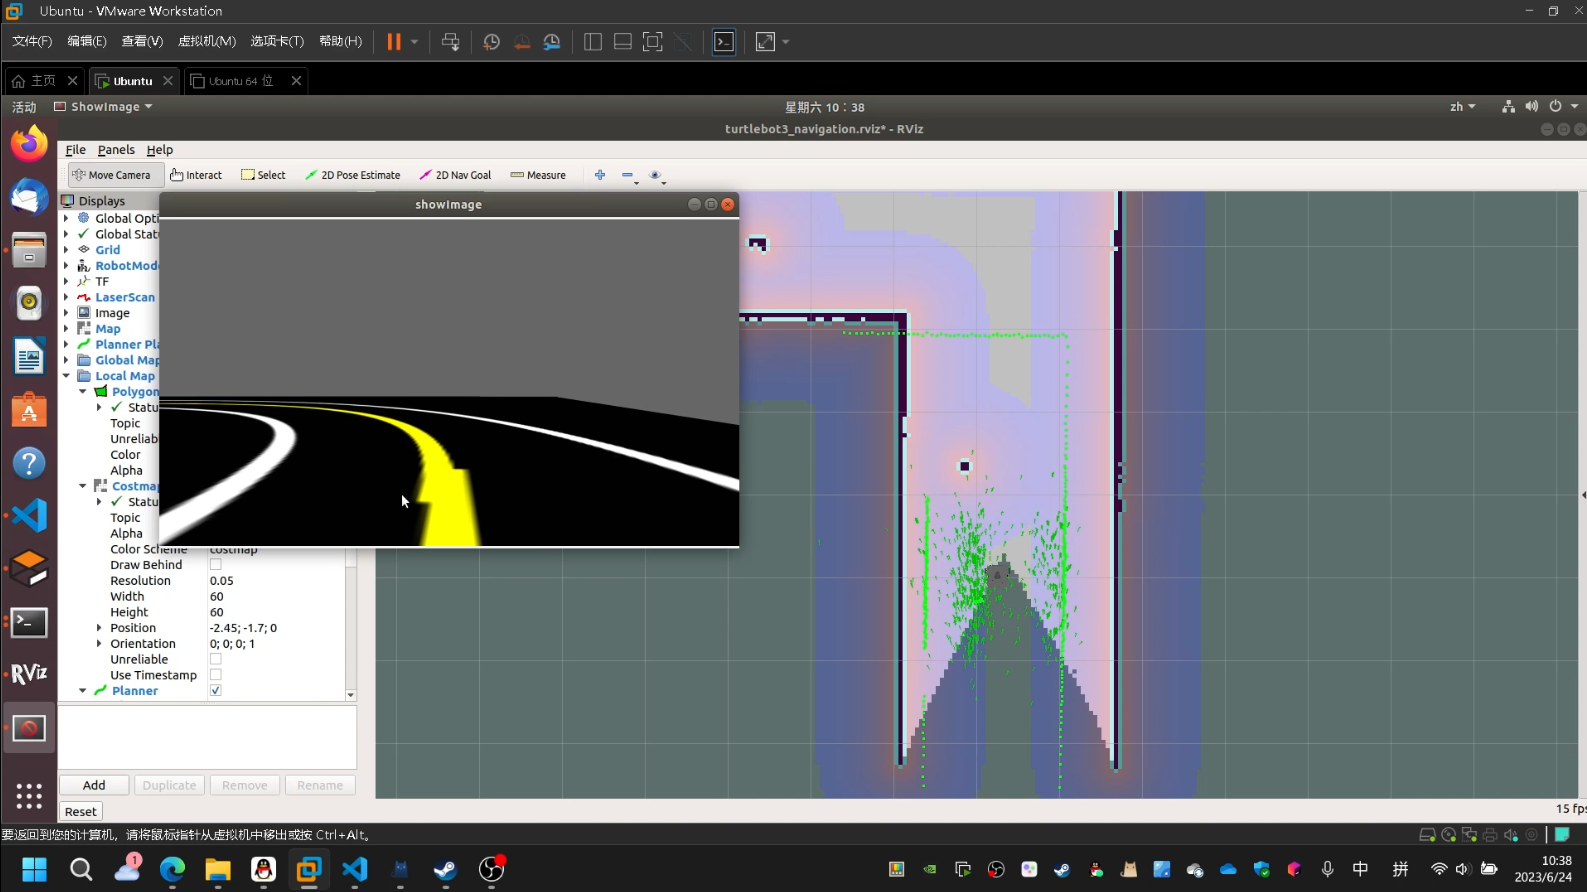 Ubuntu - VMware Workstation
文件(F) 编辑(E) 查看(V) 虚拟机(M) 选项卡(T) 帮助(H)
主页 Ubuntu Ubuntu 64 位
活动 ShowImage 星期六 10：38 zh
turtlebot3_navigation.rviz* - RViz
File Panels Help
Move Camera Interact Select 2D Pose Estimate 2D Nav Goal Measure
Displays
showImage
Global Opti
Global Stat
Grid
RobotMode
TF
LaserScan
Image
Map
Planner Pla
Global Map
Local Map
Polygon
Statu
Topic
Unreliab
Color
Alpha
Costma
Statu
Topic
Alpha
Color Scheme costmap
Draw Behind
Resolution 0.05
Width 60
Height 60
Position -2.45; -1.7; 0
Orientation 0; 0; 0; 1
Unreliable
Use Timestamp
Planner
RViz
Add Duplicate Remove Rename
Reset
15 fps
要返回到您的计算机，请将鼠标指针从虚拟机中移出或按 Ctrl+Alt。
1
中 拼
10:38
2023/6/24